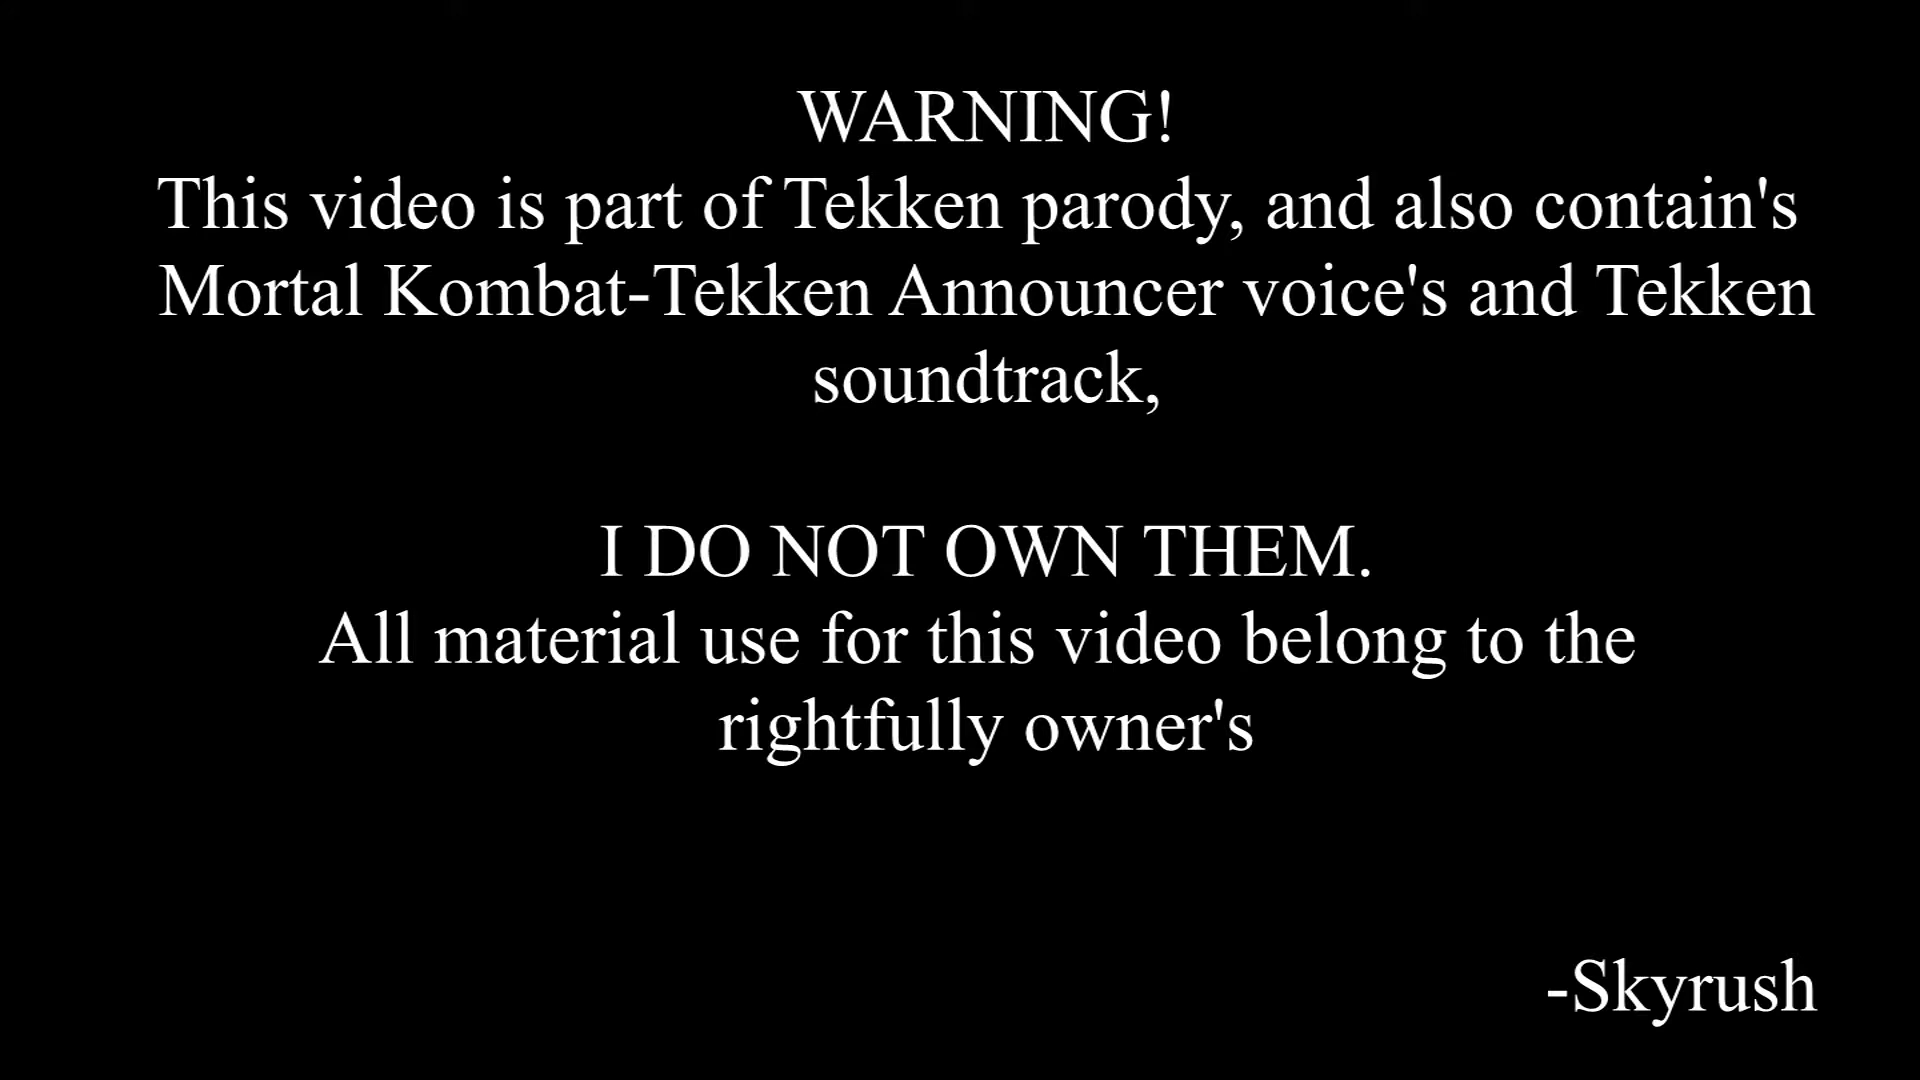 WARNING!
This video is part of Tekken parody, and also contain's
Mortal Kombat-Tekken Announcer voice's and Tekken
soundtrack,
I DO NOT OWN THEM.
All material use for this video belong to the
rightfully owner's
-Skyrush